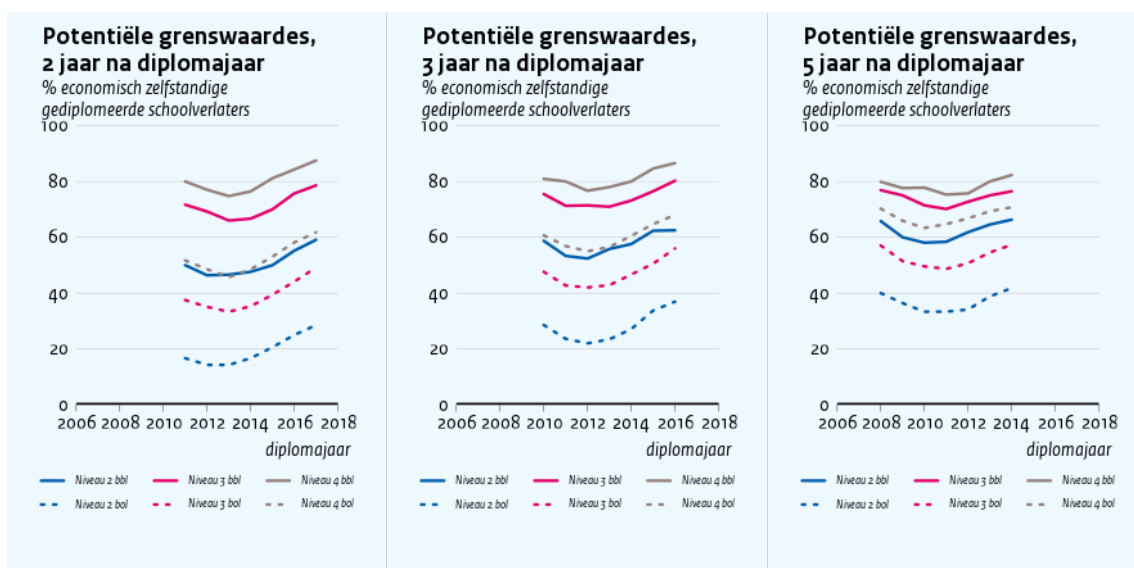 Potentiële grenswaardes,
2 jaar na diplomajaar
% economisch zelfstandige
gediplomeerde schoolverlaters
100
80
60
40
20
0
2006 2008 2010 2012 2014 2016 2018
diplomajaar
Niveau 2 bbl Niveau 3 bbl Niveau 4 bbl
Niveau 2 bol Niveau 3 bol Niveau 4 bol
Potentiële grenswaardes,
3 jaar na diplomajaar
% economisch zelfstandige
gediplomeerde schoolverlaters
100
80
60
40
20
0
2006 2008 2010 2012 2014 2016 2018
diplomajaar
Niveau 2 bbl Niveau 3 bbl Niveau 4 bbl
Niveau 2 bol Niveau 3 bol Niveau 4 bol
Potentiële grenswaardes,
5 jaar na diplomajaar
% economisch zelfstandige
gediplomeerde schoolverlaters
100
80
60
40
20
0
2006 2008 2010 2012 2014 2016 2018
diplomajaar
Niveau 2 bbl Niveau 3 bbl Niveau 4 bbl
Niveau 2 bol Niveau 3 bol Niveau 4 bol